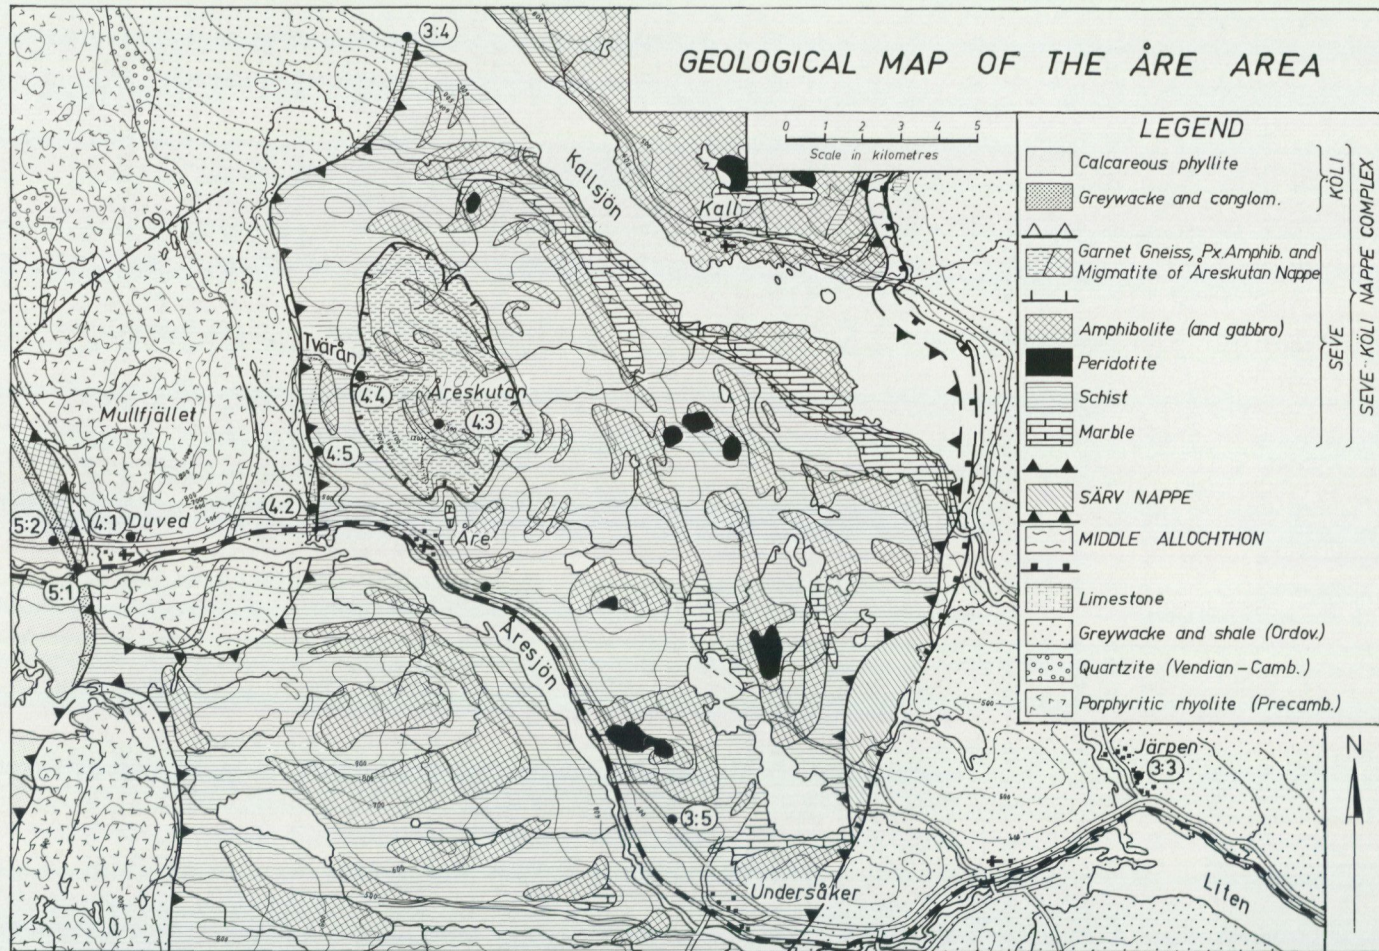 GEOLOGICAL MAP OF THE ÅRE AREA
0 1 2 3 4 5
Scale in kilometres
LEGEND
Calcareous phyllite
Greywacke and conglom.
KÖLI
Garnet Gneiss, Px.Amphib. and
Migmatite of Åreskutan Nappe
Amphibolite (and gabbro)
Peridotite
Schist
Marble
SEVE
SEVE KÖLI NAPPE COMPLEX
SÄRV NAPPE
MIDDLE ALLOCHTHON
Limestone
Greywacke and shale (Ordov.)
Quartzite (Vendian-Camb.)
Porphyritic rhyolite (Precamb.)
3:4
Kallsjön
Kall
Tvärån
4:4
Åreskutan
4:3
Mullfjället
4:5
4:2
5:2
4:1
Duved
Åre
5:1
Åresjön
3:5
Undersåker
Järpen
3:3
Liten
N